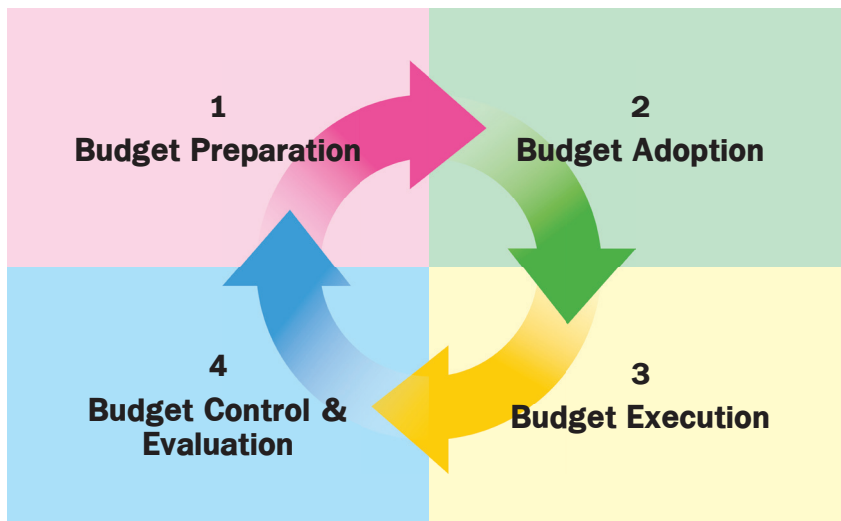 1
Budget Preparation
2
Budget Adoption
4
Budget Control &
Evaluation
3
Budget Execution